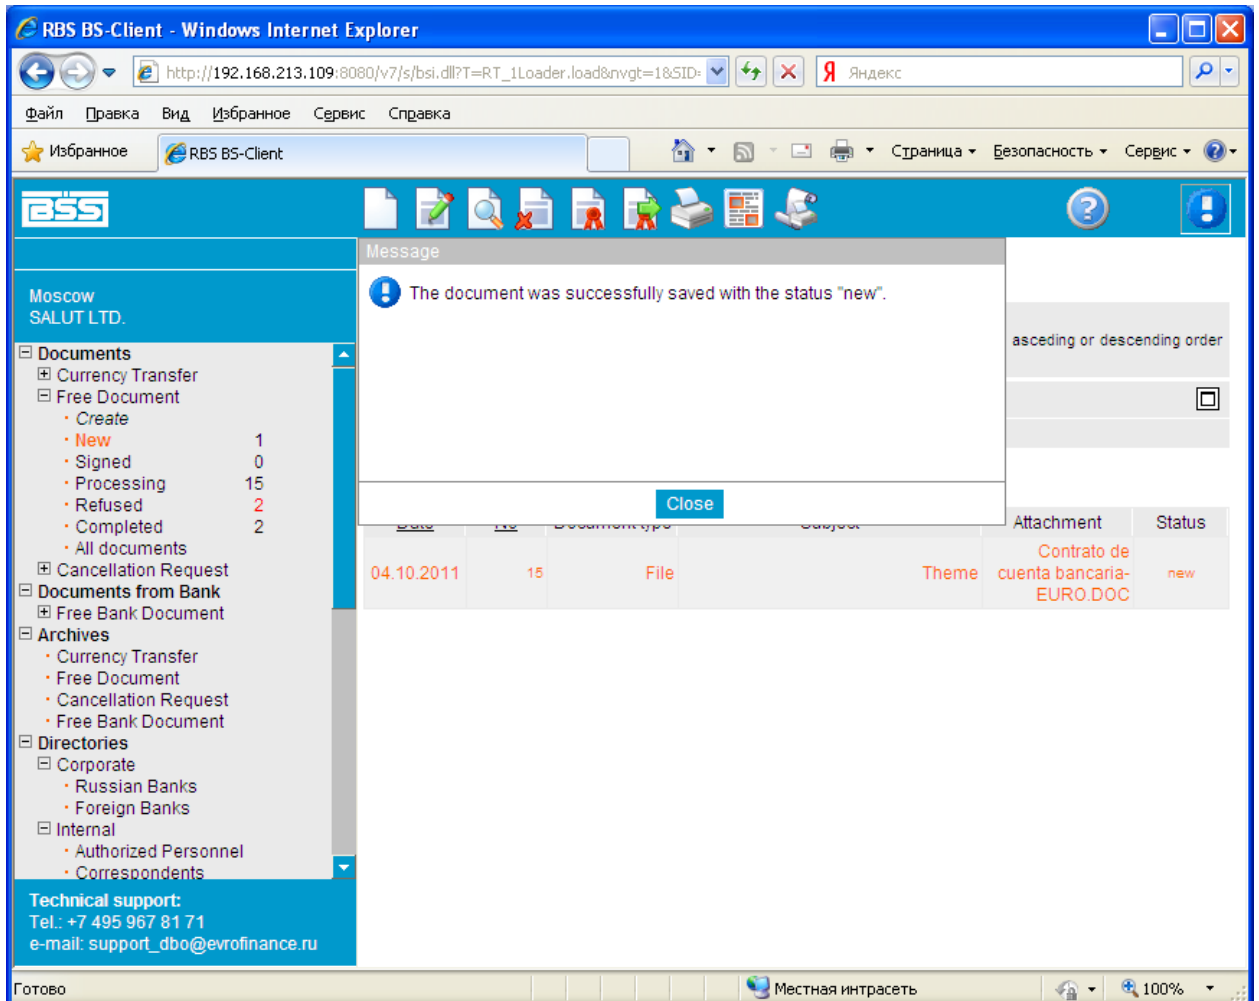 RBS BS-Client - Windows Internet Explorer
http://192.168.213.109:8080/v7/s/bsi.dll?T=RT_1Loader.load&nvgt=1&SID=
Яндекс
Файл Правка Вид Избранное Сервис Справка
Избранное RBS BS-Client Страница Безопасность Сервис
BSS
Message
The document was successfully saved with the status "new".
Close
Moscow
SALUT LTD.
asceding or descending order
Documents
Currency Transfer
Free Document
Create
New 1
Signed 0
Processing 15
Refused 2
Completed 2
All documents
Cancellation Request
Documents from Bank
Free Bank Document
Archives
Currency Transfer
Free Document
Cancellation Request
Free Bank Document
Directories
Corporate
Russian Banks
Foreign Banks
Internal
Authorized Personnel
Correspondents
Date No Document type Subject Attachment Status
04.10.2011 15 File Theme Contrato de
cuenta bancaria-
EURO.DOC new
Technical support:
Tel.: +7 495 967 81 71
e-mail: support_dbo@evrofinance.ru
Готово Местная интрасеть 100%